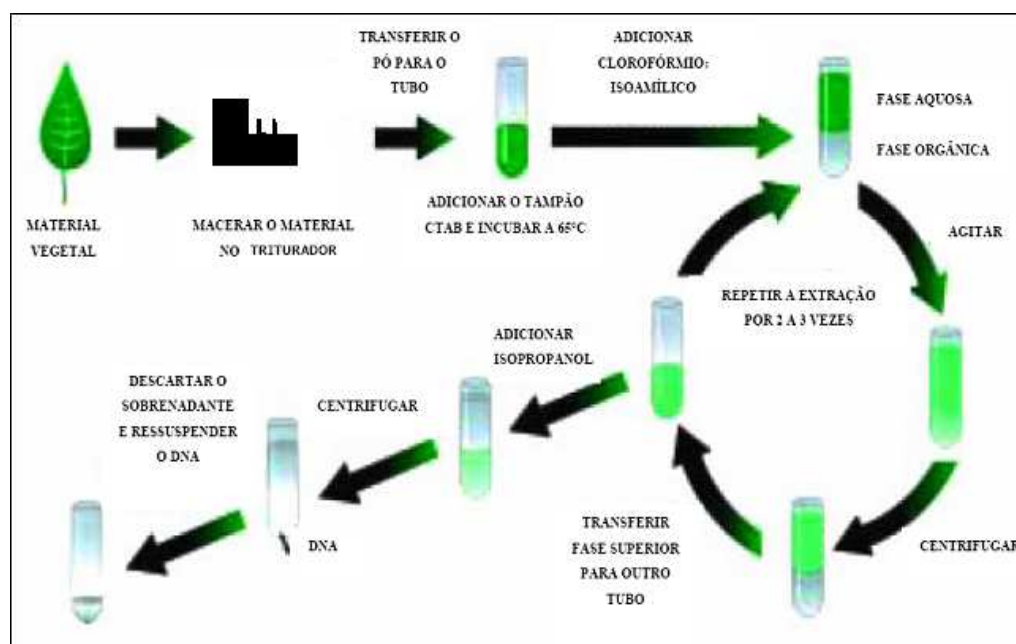 MATERIAL
VEGETAL
MACERAR O MATERIAL
NO TRITURADOR
TRANSFERIR O
PÓ PARA O
TUBO
ADICIONAR O TAMPÃO
CTAB E INCUBAR A 65°C
ADICIONAR
CLOROFÓRMIO:
ISOAMÍLICO
FASE AQUOSA
FASE ORGÂNICA
AGITAR
REPETIR A EXTRAÇÃO
POR 2 A 3 VEZES
CENTRIFUGAR
TRANSFERIR
FASE SUPERIOR
PARA OUTRO
TUBO
ADICIONAR
ISOPROPANOL
CENTRIFUGAR
DNA
DESCARTAR O
SOBRENADANTE
E RESSUSPENDER
O DNA